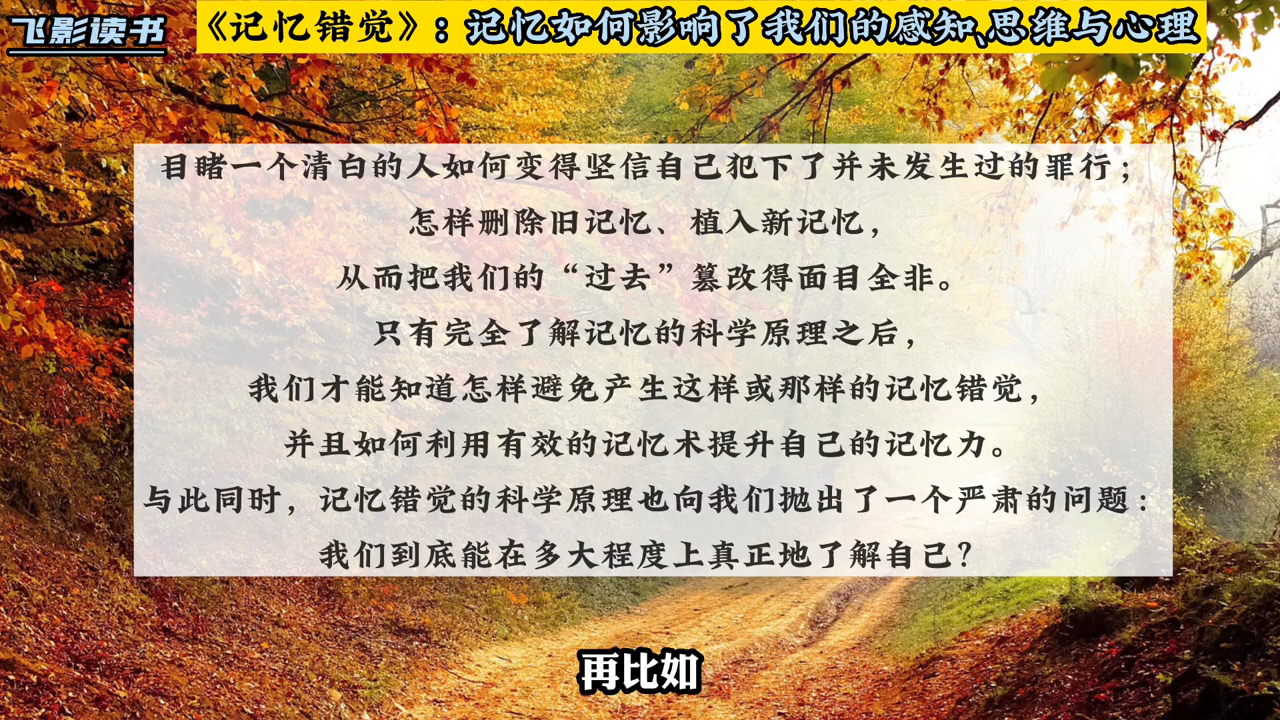 飞影读书
《记忆错觉》：记忆如何影响了我们的感知、思维与心理
目睹一个清白的人如何变得坚信自己犯下了并未发生过的罪行；
怎样删除旧记忆、植入新记忆，
从而把我们的“过去”篡改得面目全非。
只有完全了解记忆的科学原理之后，
我们才能知道怎样避免产生这样或那样的记忆错觉，
并且如何利用有效的记忆术提升自己的记忆力。
与此同时，记忆错觉的科学原理也向我们抛出了一个严肃的问题：
我们到底能在多大程度上真正地了解自己？
再比如